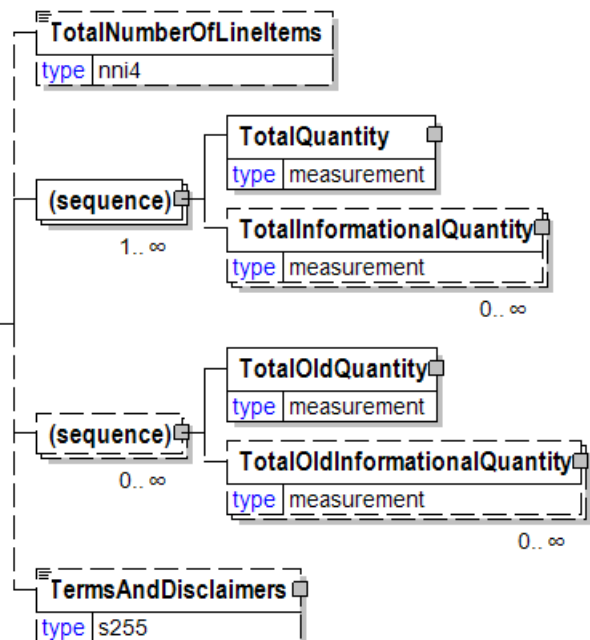 TotalNumberOfLineItems
type nni4
TotalQuantity
type measurement
(sequence)
1.. ∞
TotalInformationalQuantity
type measurement
0.. ∞
TotalOldQuantity
type measurement
(sequence)
0.. ∞
TotalOldInformationalQuantity
type measurement
0.. ∞
TermsAndDisclaimers
type s255